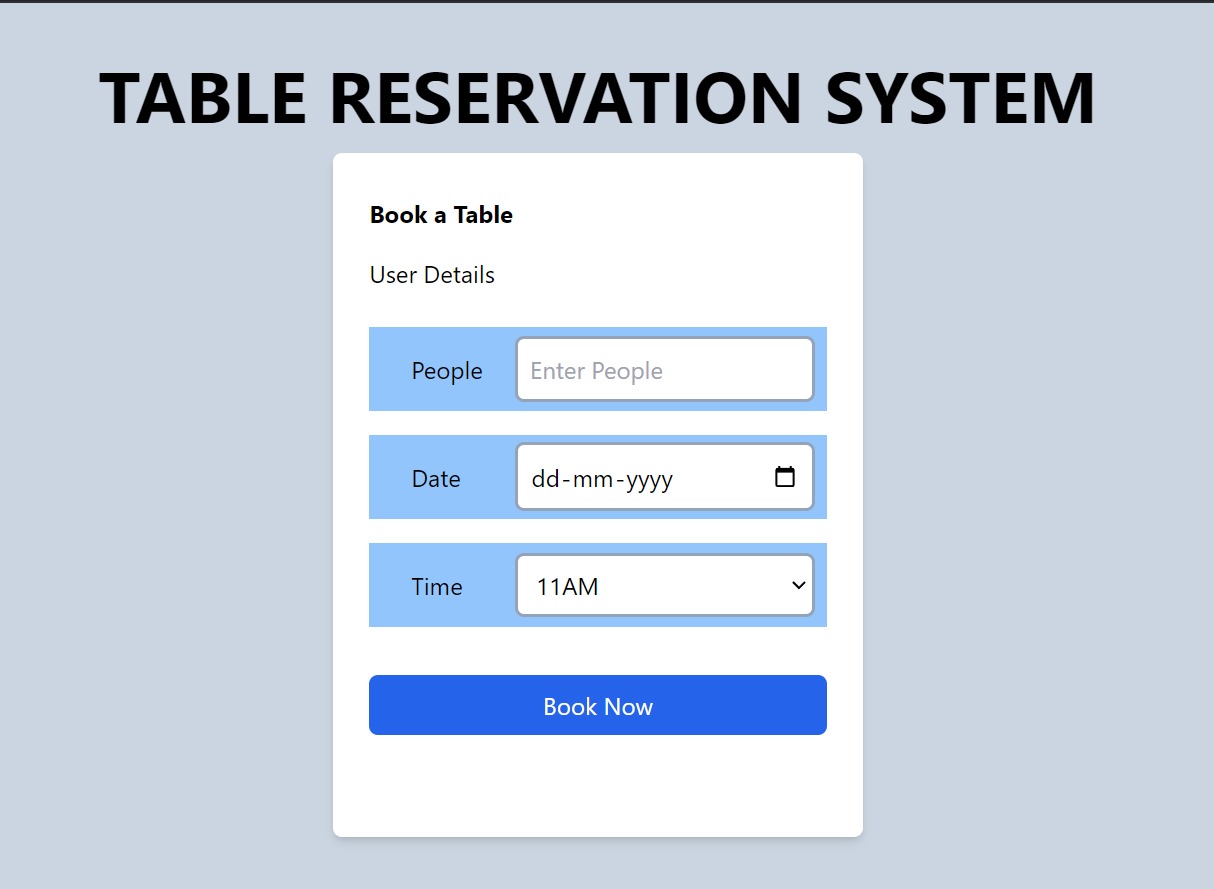 TABLE RESERVATION SYSTEM
Book a Table
User Details
People Enter People
Date dd-mm-yyyy
Time 11AM
Book Now